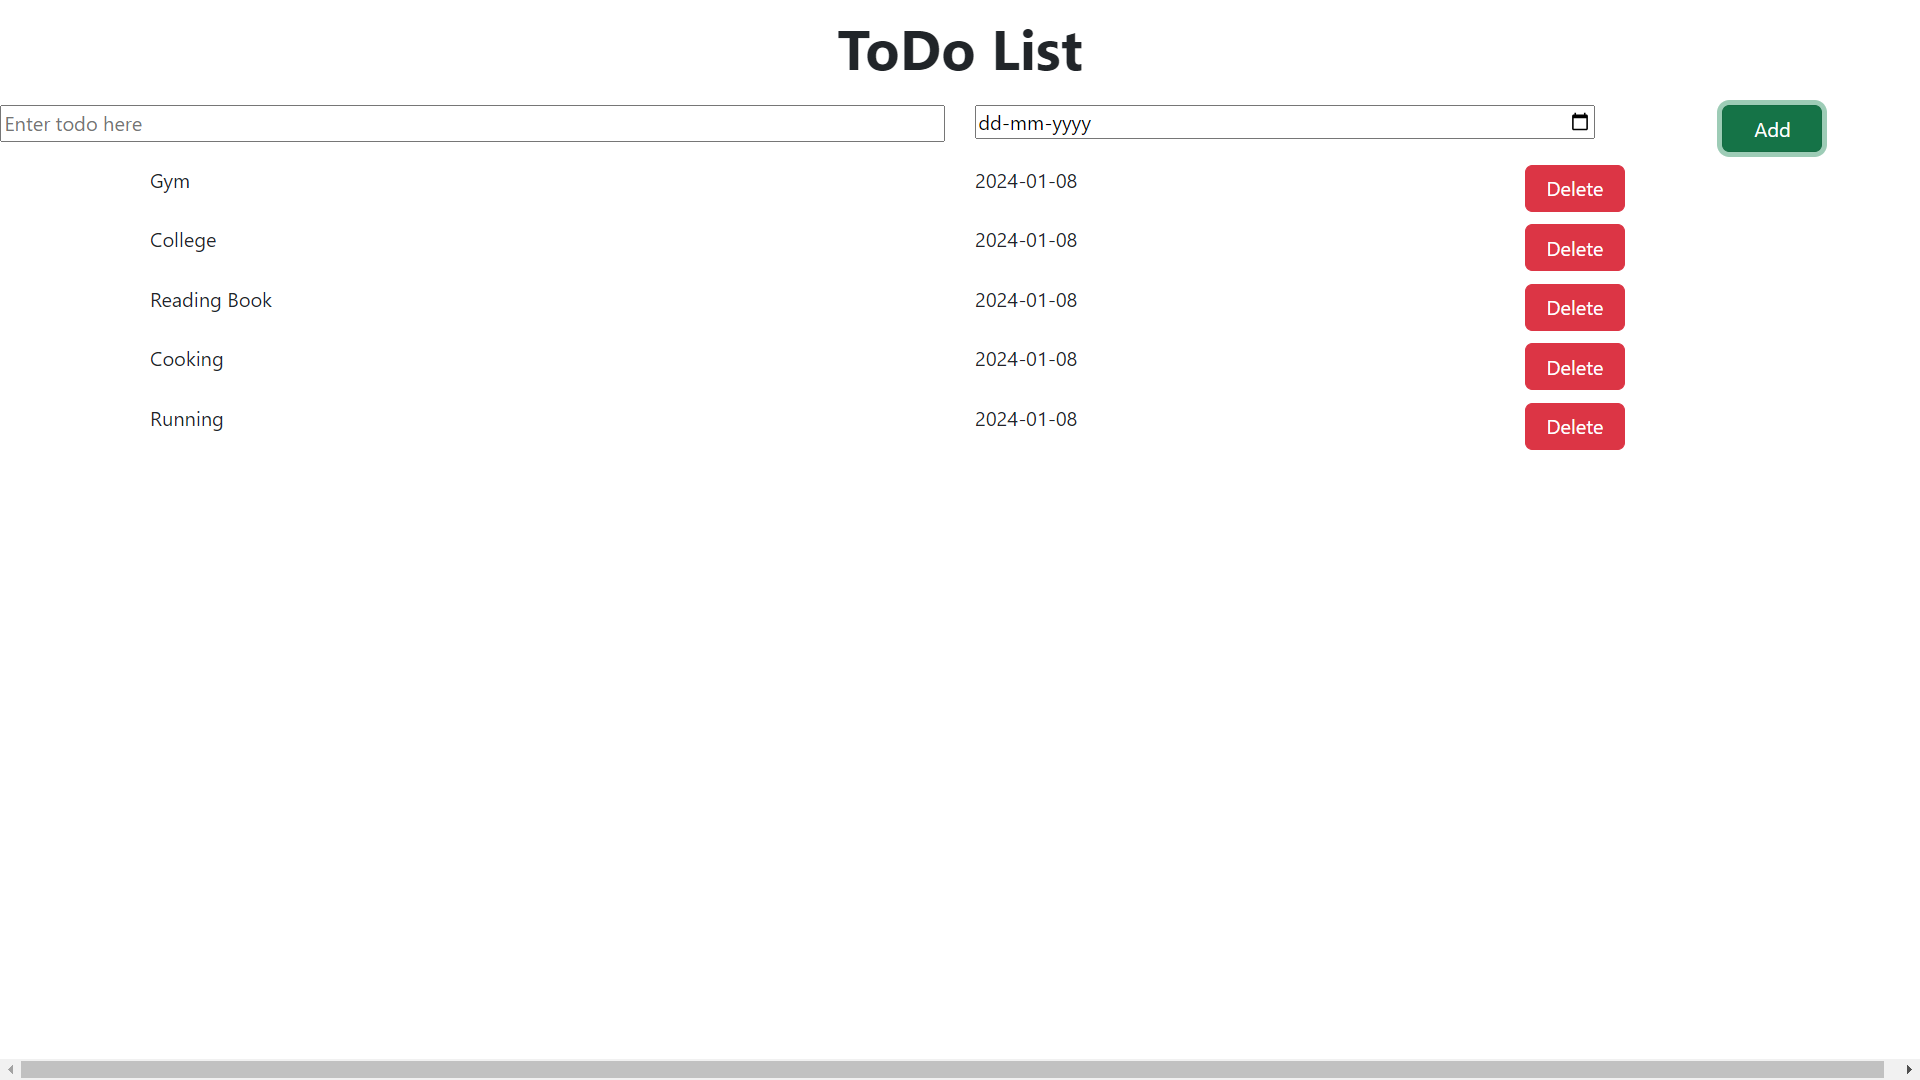 ToDo List
Enter todo here dd-mm-yyyy Add
Gym 2024-01-08 Delete
College 2024-01-08 Delete
Reading Book 2024-01-08 Delete
Cooking 2024-01-08 Delete
Running 2024-01-08 Delete